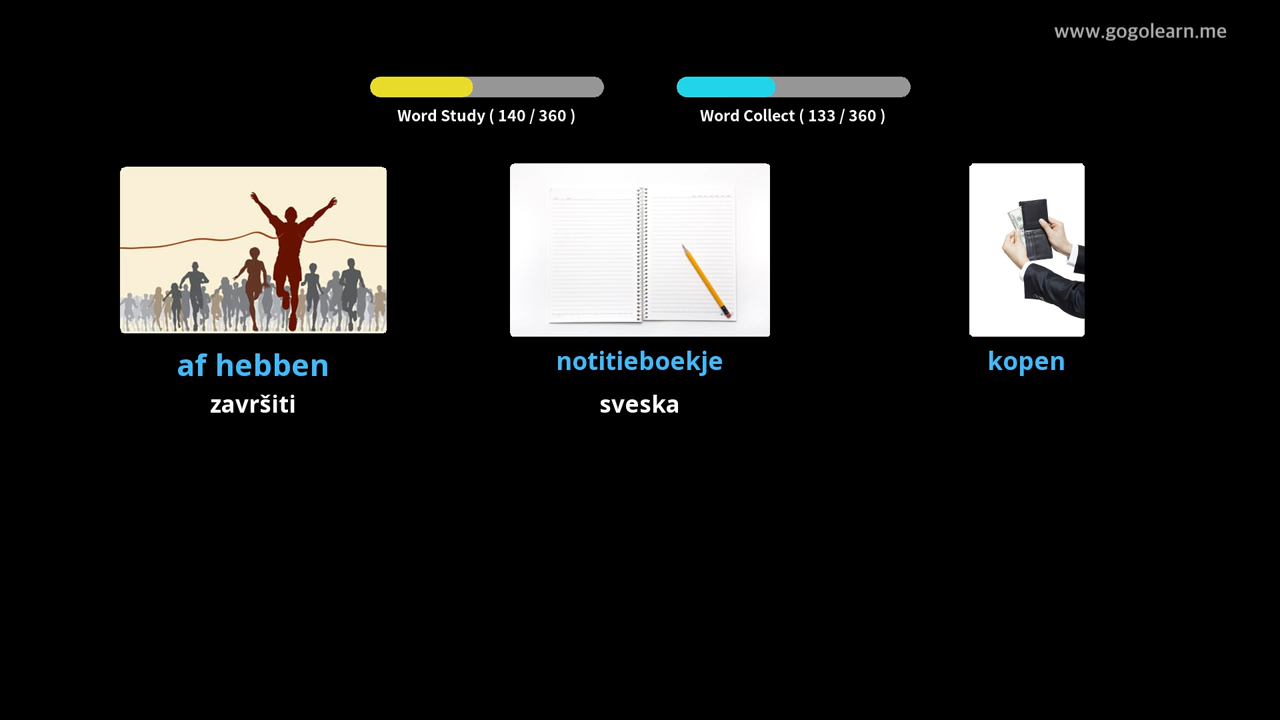 www.gogolearn.me
Word Study ( 140 / 360 )
Word Collect ( 133 / 360 )
af hebben
završiti
notitieboekje
sveska
kopen